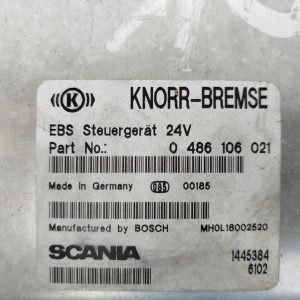 ((K)) KNORR-BREMSE
EBS Steuergerät 24V
Part No.: 0 486 106 021
Made in Germany 085 00185
Manufactured by BOSCH MH0L18002520
SCANIA 1445384
6102